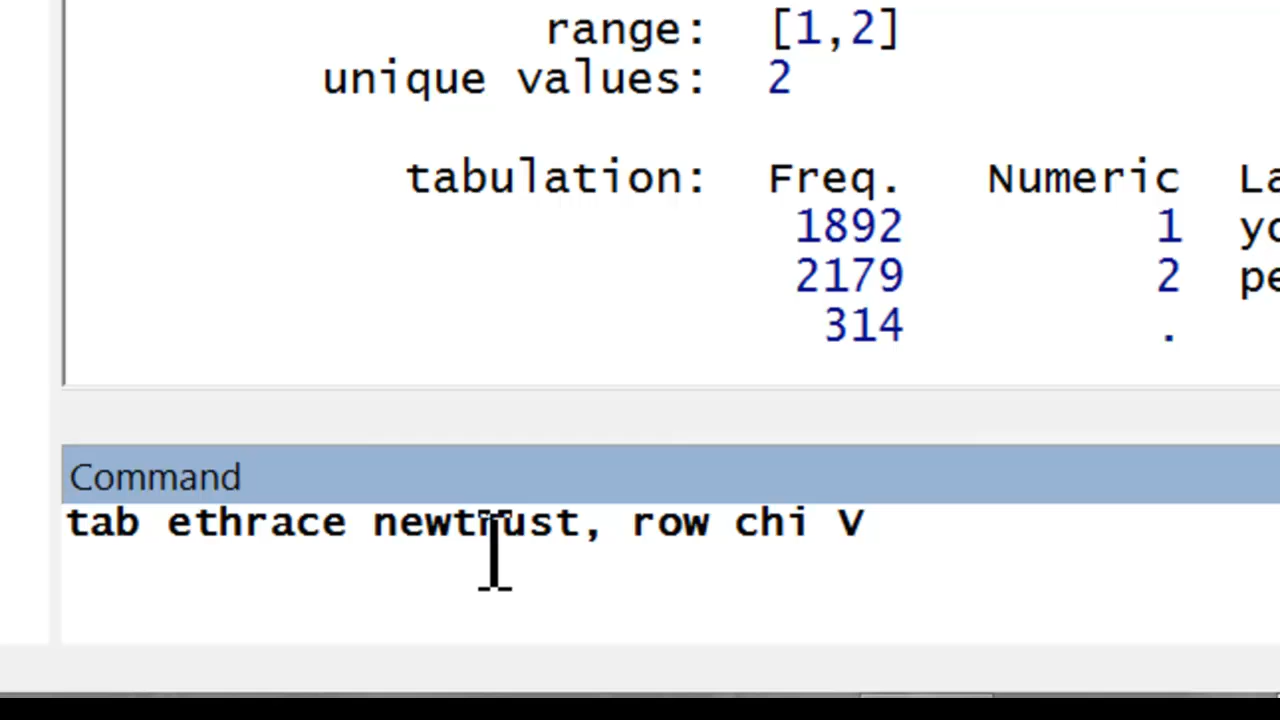 range: [1,2]
unique values: 2
tabulation: Freq. Numeric
1892 1
2179 2
314 .
Command
tab ethrace newtrust, row chi V